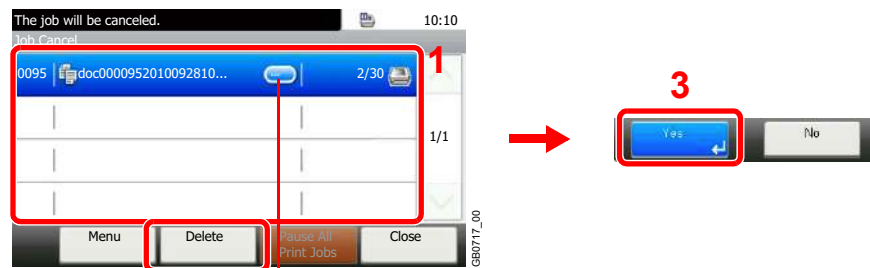 The job will be canceled.
10:10
Job Cancel
1
0095 doc0000952010092810... 2/30
1/1
Menu Delete Pause All Print Jobs Close
GB0717_00
3
Yes No